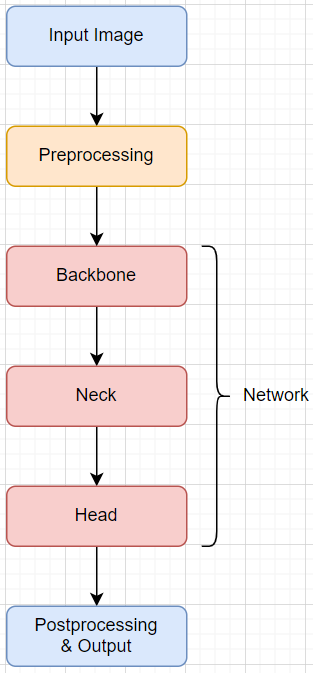 Input Image
Preprocessing
Backbone
Neck
Network
Head
Postprocessing
& Output